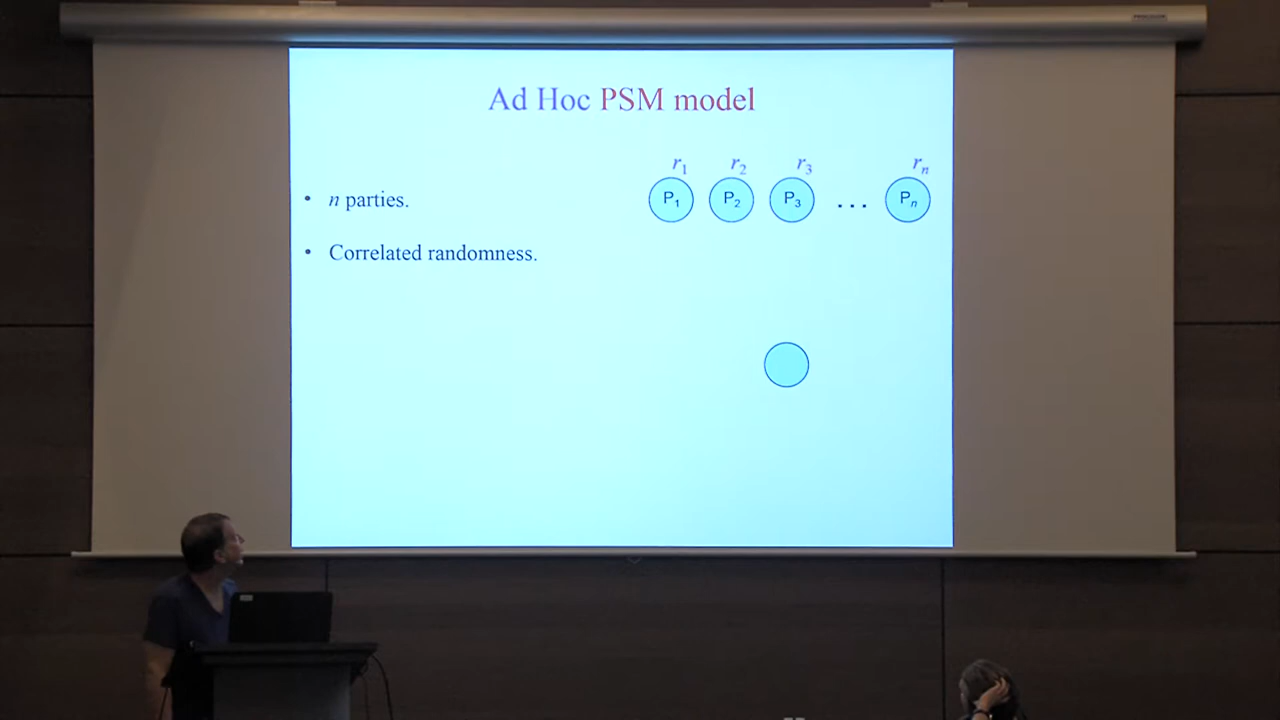 Ad Hoc PSM model
r1 r2 r3 rn
P1 P2 P3 ... Pn
• n parties.
• Correlated randomness.